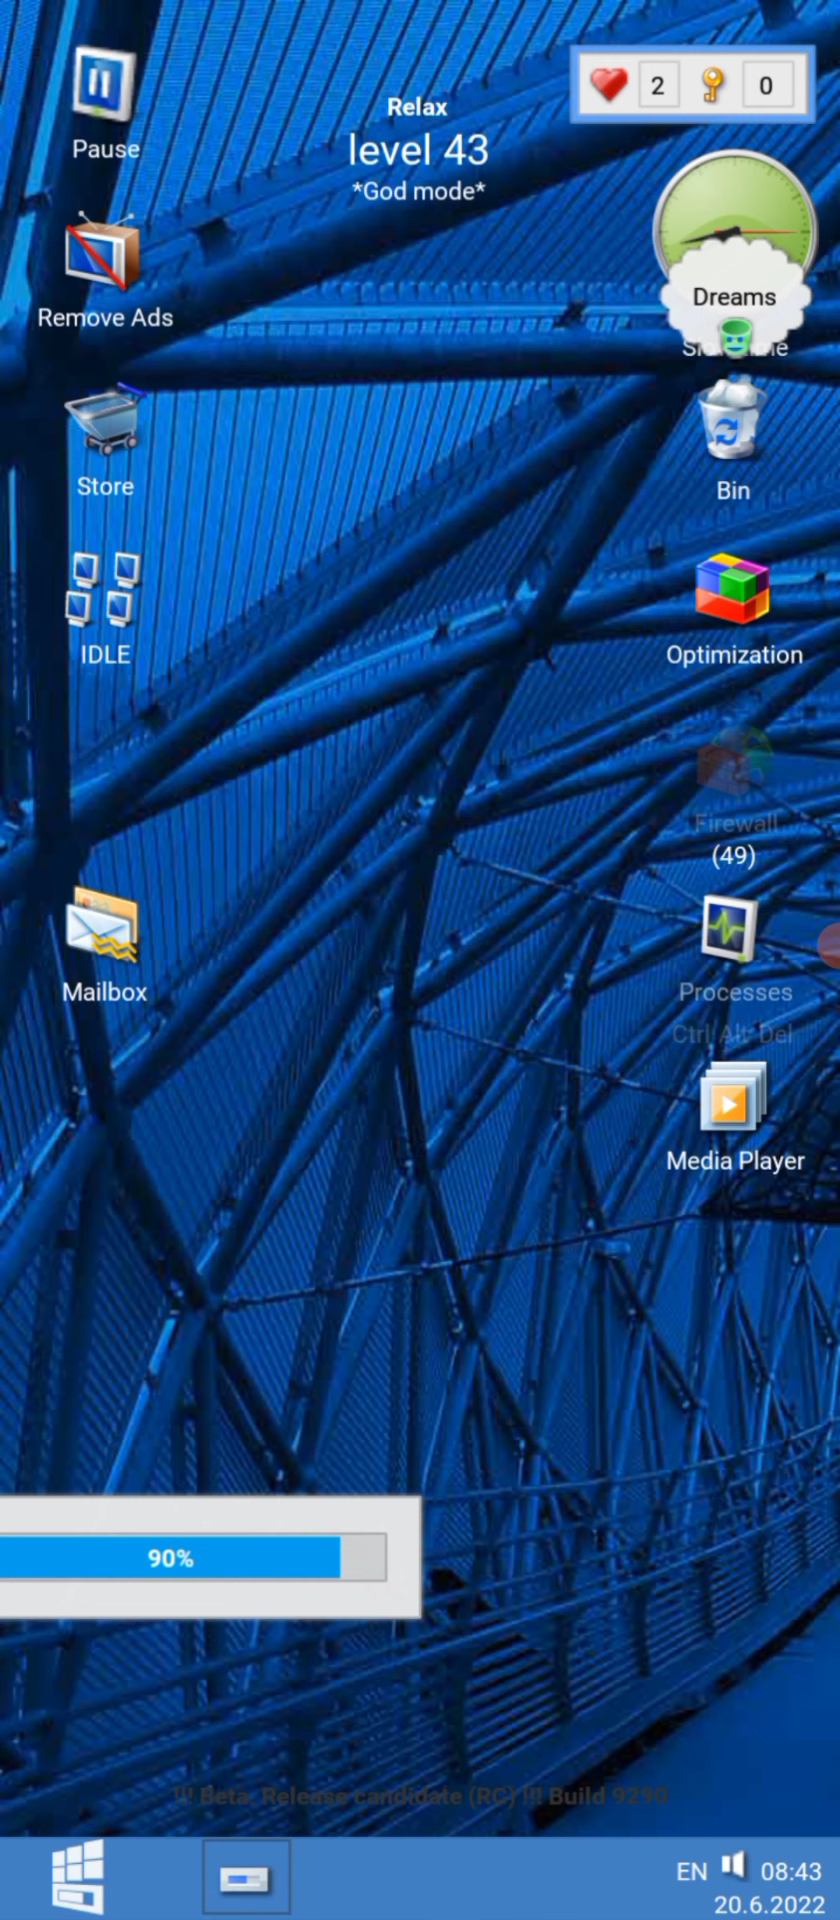 Pause
Relax
level 43
*God mode*
2
0
Remove Ads
Dreams
Store
Bin
IDLE
Optimization
Firewall
(49)
Mailbox
Processes
Ctrl Alt Del
Media Player
90%
!!! Beta. Release candidate (RC) !!! Build 9290
EN 08:43
20.6.2022